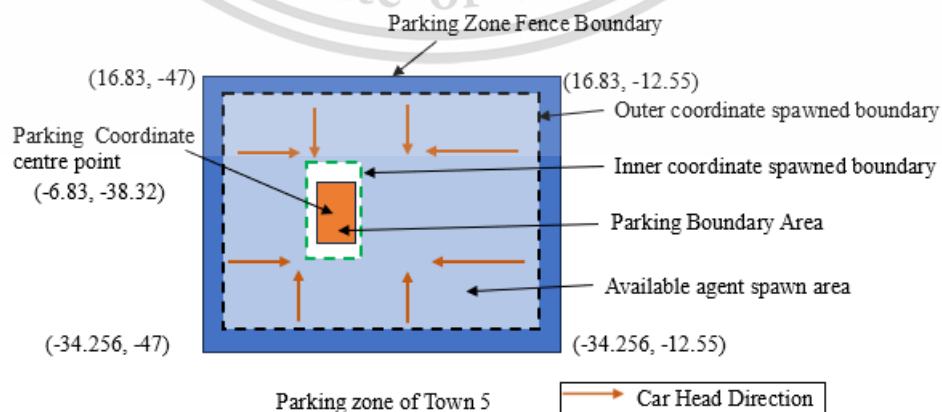 Parking Zone Fence Boundary
(16.83, -47)
(16.83, -12.55)
Outer coordinate spawned boundary
Parking Coordinate
centre point
(-6.83, -38.32)
Inner coordinate spawned boundary
Parking Boundary Area
Available agent spawn area
(-34.256, -47)
(-34.256, -12.55)
Parking zone of Town 5
Car Head Direction